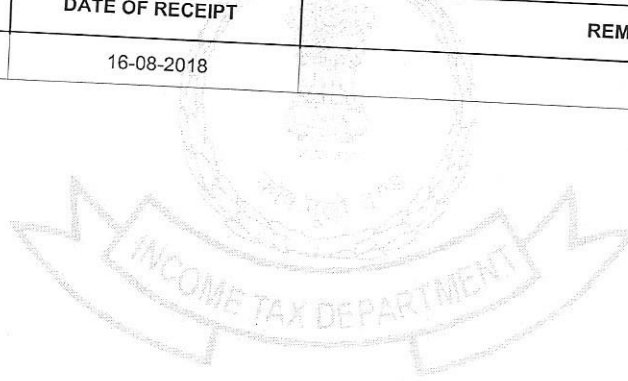 DATE OF RECEIPT
REM
16-08-2018
INCOME TAX DEPARTMENT